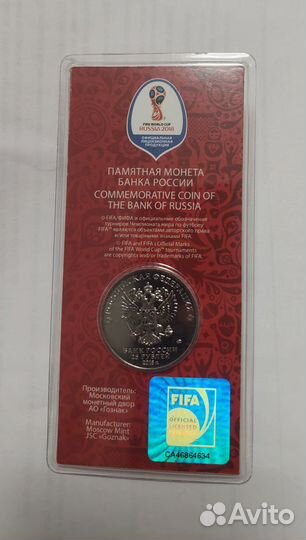 FIFA WORLD CUP
RUSSIA 2018
ОФИЦИАЛЬНАЯ
ЛИЦЕНЗИОННАЯ
ПРОДУКЦИЯ
ПАМЯТНАЯ МОНЕТА
БАНКА РОССИИ
COMMEMORATIVE COIN OF
THE BANK OF RUSSIA
© FIFA/ФИФА и официальные обозначения
турниров Чемпионата мира по футболу
FIFA™ являются объектами авторского права
и/или товарными знаками FIFA.
© FIFA and FIFA's Official Marks
of the FIFA World Cup™ tournaments
are copyrights and/or trademarks of FIFA.
РОССИЙСКАЯ ФЕДЕРАЦИЯ
БАНК РОССИИ
25 РУБЛЕЙ
2018 г.
Производитель:
Московский
монетный двор
АО «Гознак»
Manufacturer:
Moscow Mint
JSC «Goznak»
FIFA
OFFICIAL
LICENSED
CA46864634
Avito